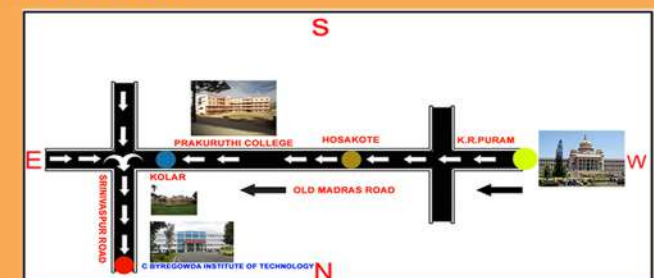 S
PRAKURUTHI COLLEGE
HOSAKOTE
K.R.PURAM
E
W
KOLAR
OLD MADRAS ROAD
SRINIVASPUR ROAD
C BYREGOWDA INSTITUTE OF TECHNOLOGY
N